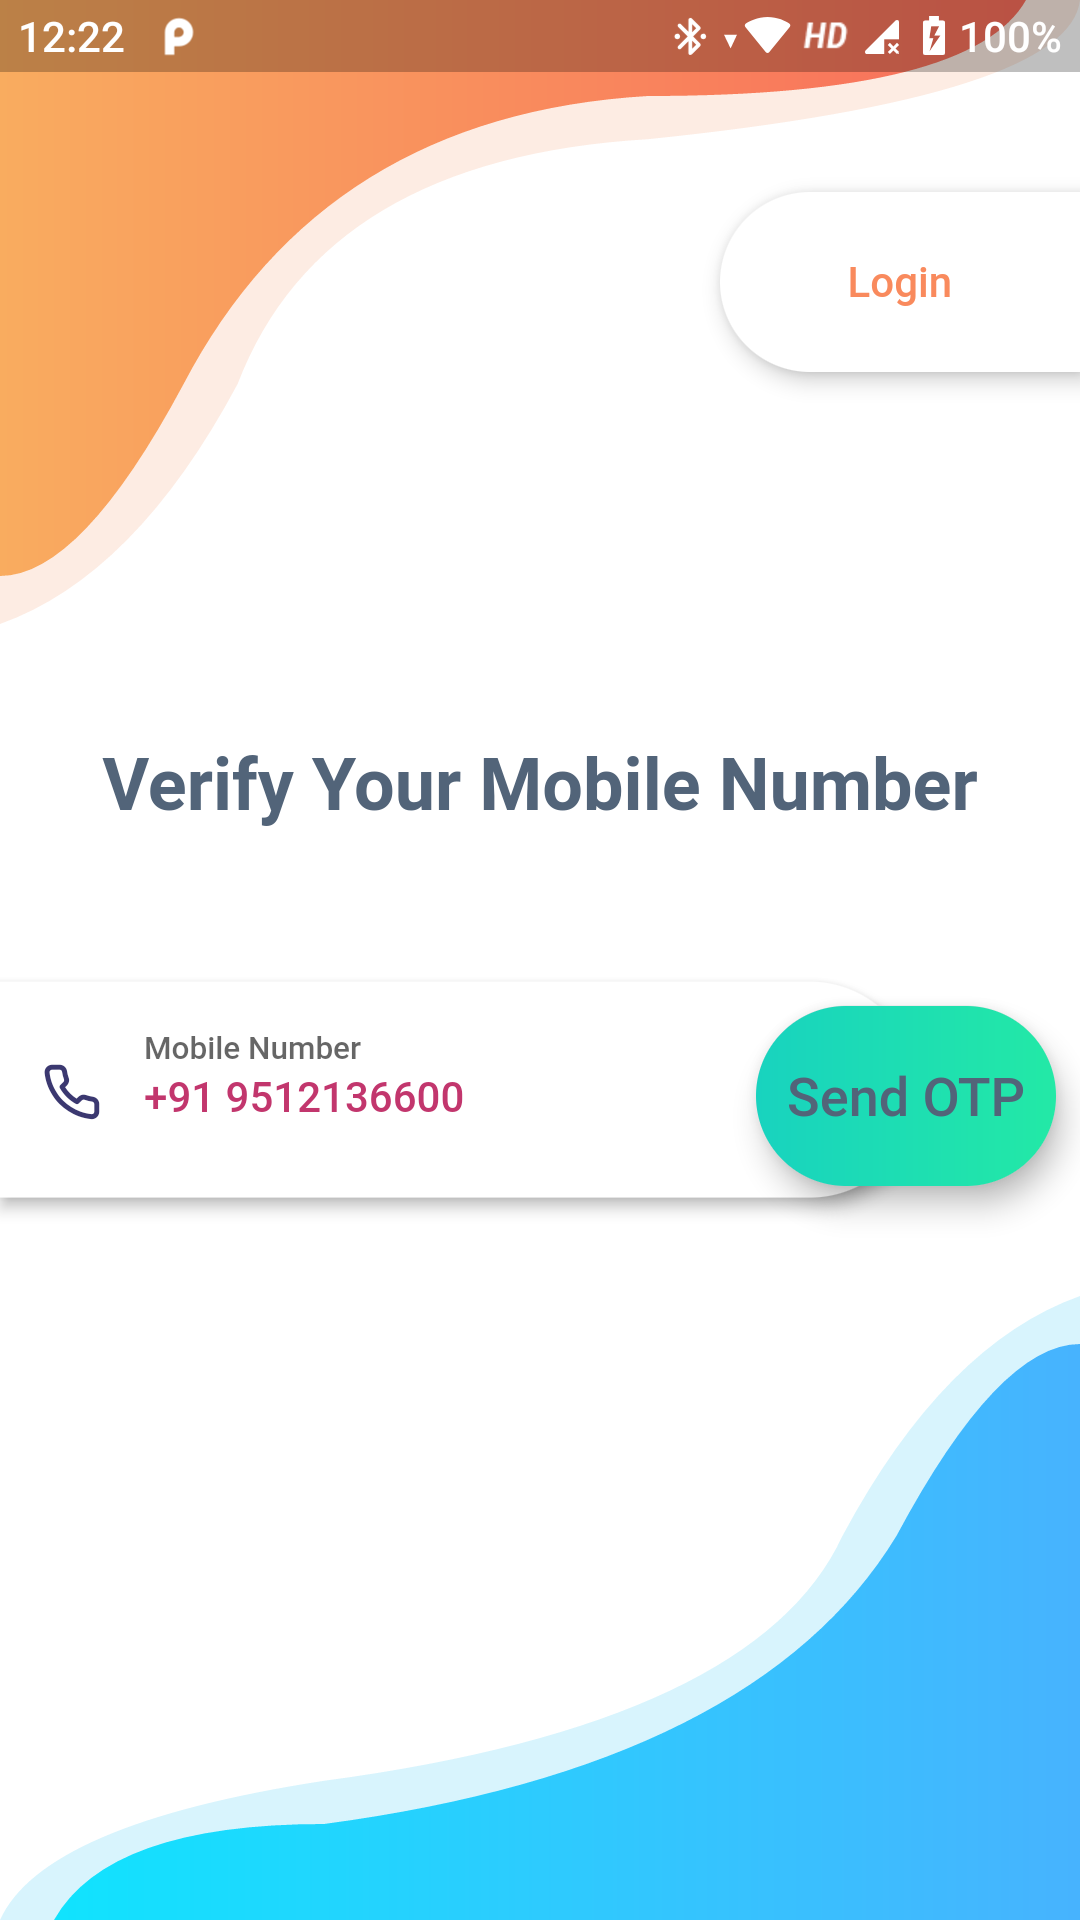 12:22 HD 100%
Login
Verify Your Mobile Number
Mobile Number
+91 9512136600
Send OTP